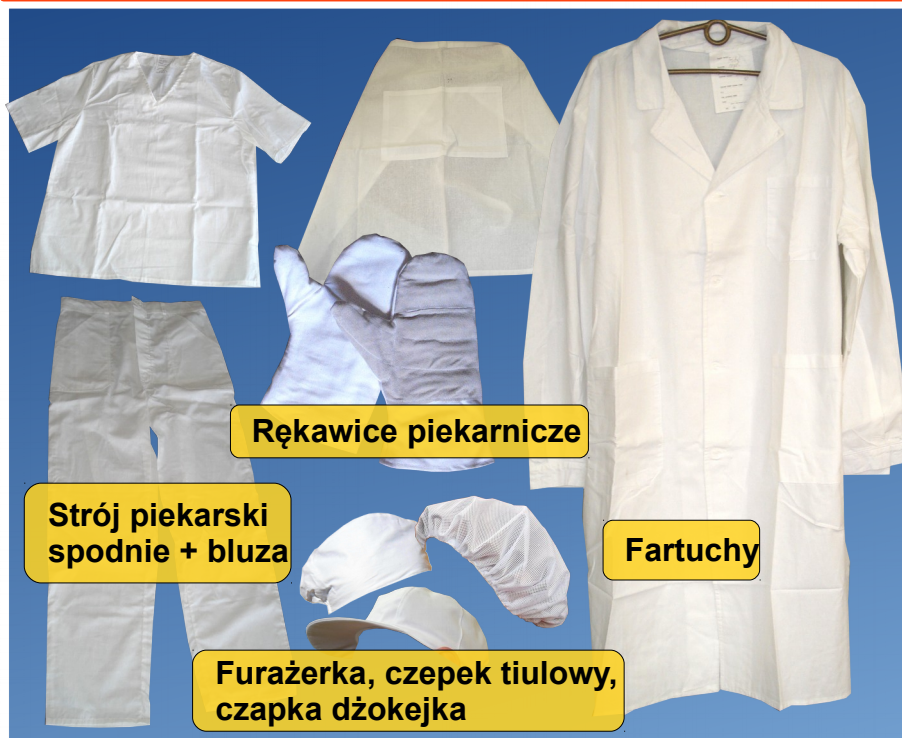 Rękawice piekarnicze
Strój piekarski
spodnie + bluza
Fartuchy
Furażerka, czepek tiulowy,
czapka dżokejka